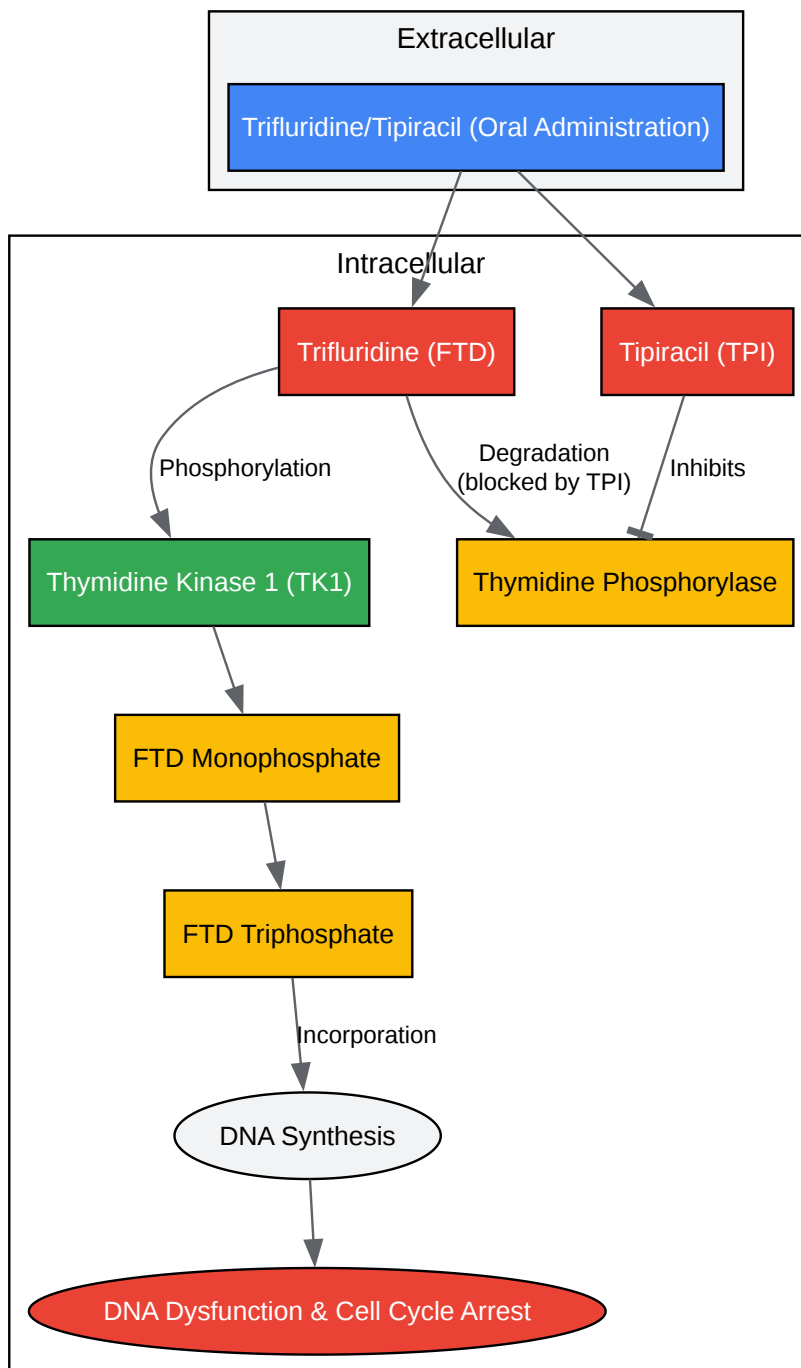 Extracellular
Trifluridine/Tipiracil (Oral Administration)
Intracellular
Trifluridine (FTD)
Tipiracil (TPI)
Phosphorylation
Degradation
(blocked by TPI)
Inhibits
Thymidine Kinase 1 (TK1)
Thymidine Phosphorylase
FTD Monophosphate
FTD Triphosphate
Incorporation
DNA Synthesis
DNA Dysfunction & Cell Cycle Arrest